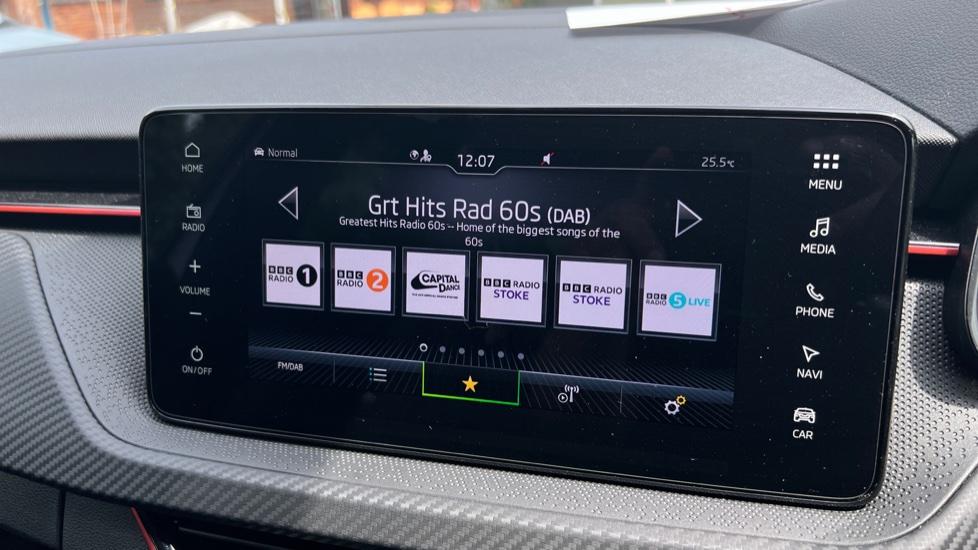 Normal
12:07
25.5°C
HOME
RADIO
+
VOLUME
−
ON/OFF
Grt Hits Rad 60s (DAB)
Greatest Hits Radio 60s -- Home of the biggest songs of the
60s
BBC
RADIO 1
BBC
RADIO 2
CAPITAL
DANCE
BBC RADIO
STOKE
BBC RADIO
STOKE
BBC
RADIO 5 LIVE
FM/DAB
MENU
MEDIA
PHONE
NAVI
CAR